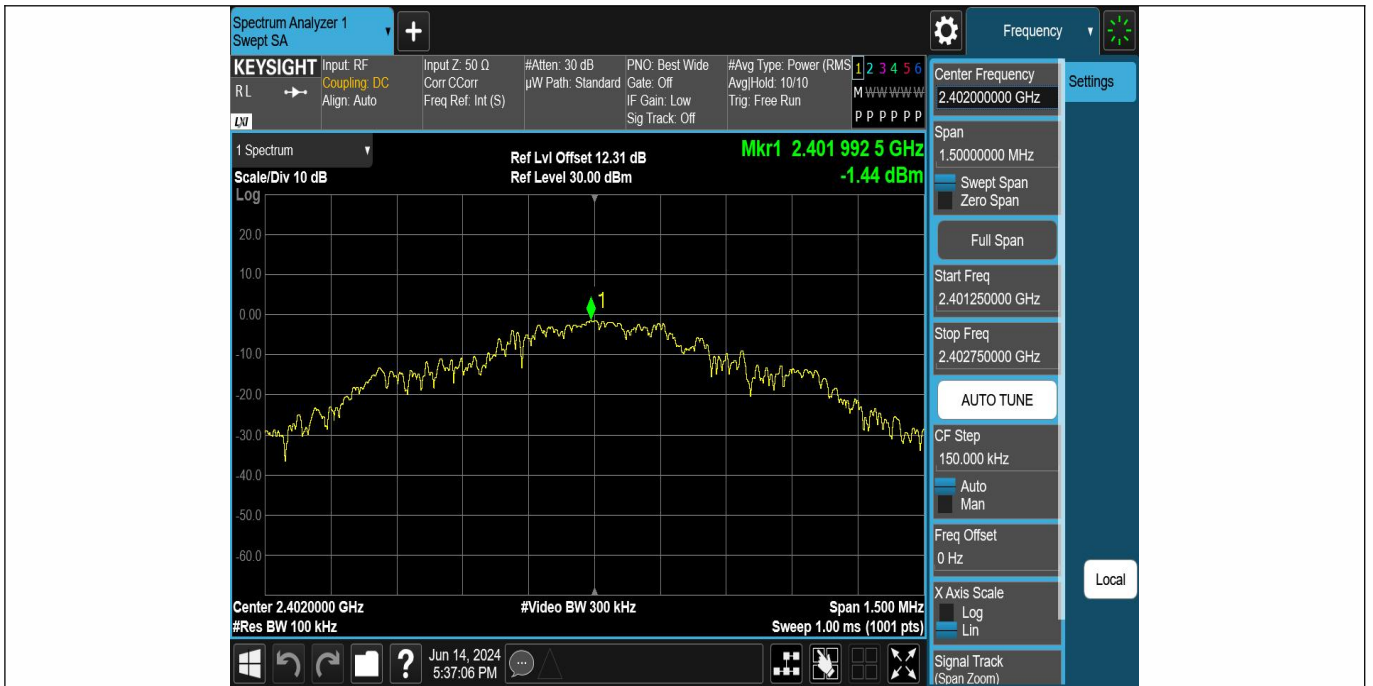 Spectrum Analyzer 1
Swept SA
+
Frequency
KEYSIGHT
RL
LXI
Input: RF
Coupling: DC
Align: Auto
Input Z: 50 Ω
Corr CCorr
Freq Ref: Int (S)
#Atten: 30 dB
µW Path: Standard
PNO: Best Wide
Gate: Off
IF Gain: Low
Sig Track: Off
#Avg Type: Power (RMS
Avg|Hold: 10/10
Trig: Free Run
1 2 3 4 5 6
M W W W W W
P P P P P P
1 Spectrum
Scale/Div 10 dB
Log
Ref Lvl Offset 12.31 dB
Ref Level 30.00 dBm
Mkr1 2.401 992 5 GHz
-1.44 dBm
1
20.0
10.0
0.00
-10.0
-20.0
-30.0
-40.0
-50.0
-60.0
Center 2.4020000 GHz
#Res BW 100 kHz
#Video BW 300 kHz
Span 1.500 MHz
Sweep 1.00 ms (1001 pts)
?
Jun 14, 2024
5:37:06 PM
Center Frequency
2.402000000 GHz
Settings
Span
1.50000000 MHz
Swept Span
Zero Span
Full Span
Start Freq
2.401250000 GHz
Stop Freq
2.402750000 GHz
AUTO TUNE
CF Step
150.000 kHz
Auto
Man
Freq Offset
0 Hz
Local
X Axis Scale
Log
Lin
Signal Track
(Span Zoom)